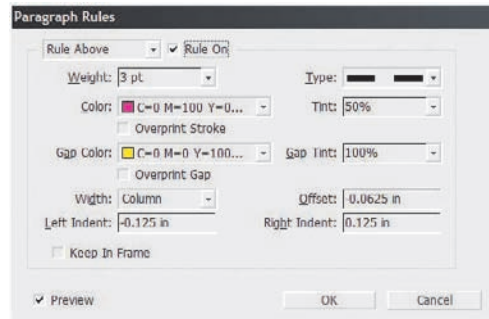 Paragraph Rules
Rule Above Rule On
Weight: 3 pt Type:
Color: C=0 M=100 Y=0... Tint: 50%
Overprint Stroke
Gap Color: C=0 M=0 Y=100... Gap Tint: 100%
Overprint Gap
Width: Column Offset: -0.0625 in
Left Indent: -0.125 in Right Indent: 0.125 in
Keep In Frame
Preview OK Cancel